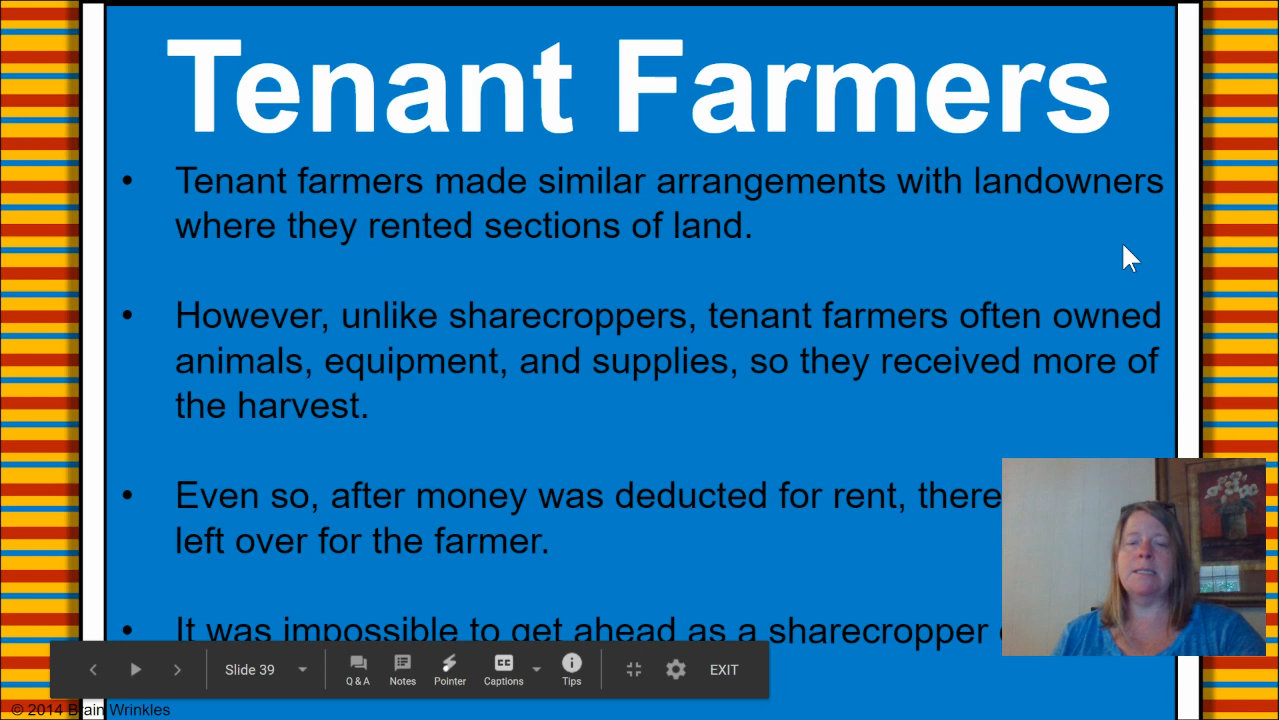 Tenant Farmers
• Tenant farmers made similar arrangements with landowners
where they rented sections of land.
• However, unlike sharecroppers, tenant farmers often owned
animals, equipment, and supplies, so they received more of
the harvest.
• Even so, after money was deducted for rent, there
left over for the farmer.
• It was impossible to get ahead as a sharecropper
Slide 39
Q & A
Notes
Pointer
CC
Captions
Tips
EXIT
© 2014 Brain Wrinkles